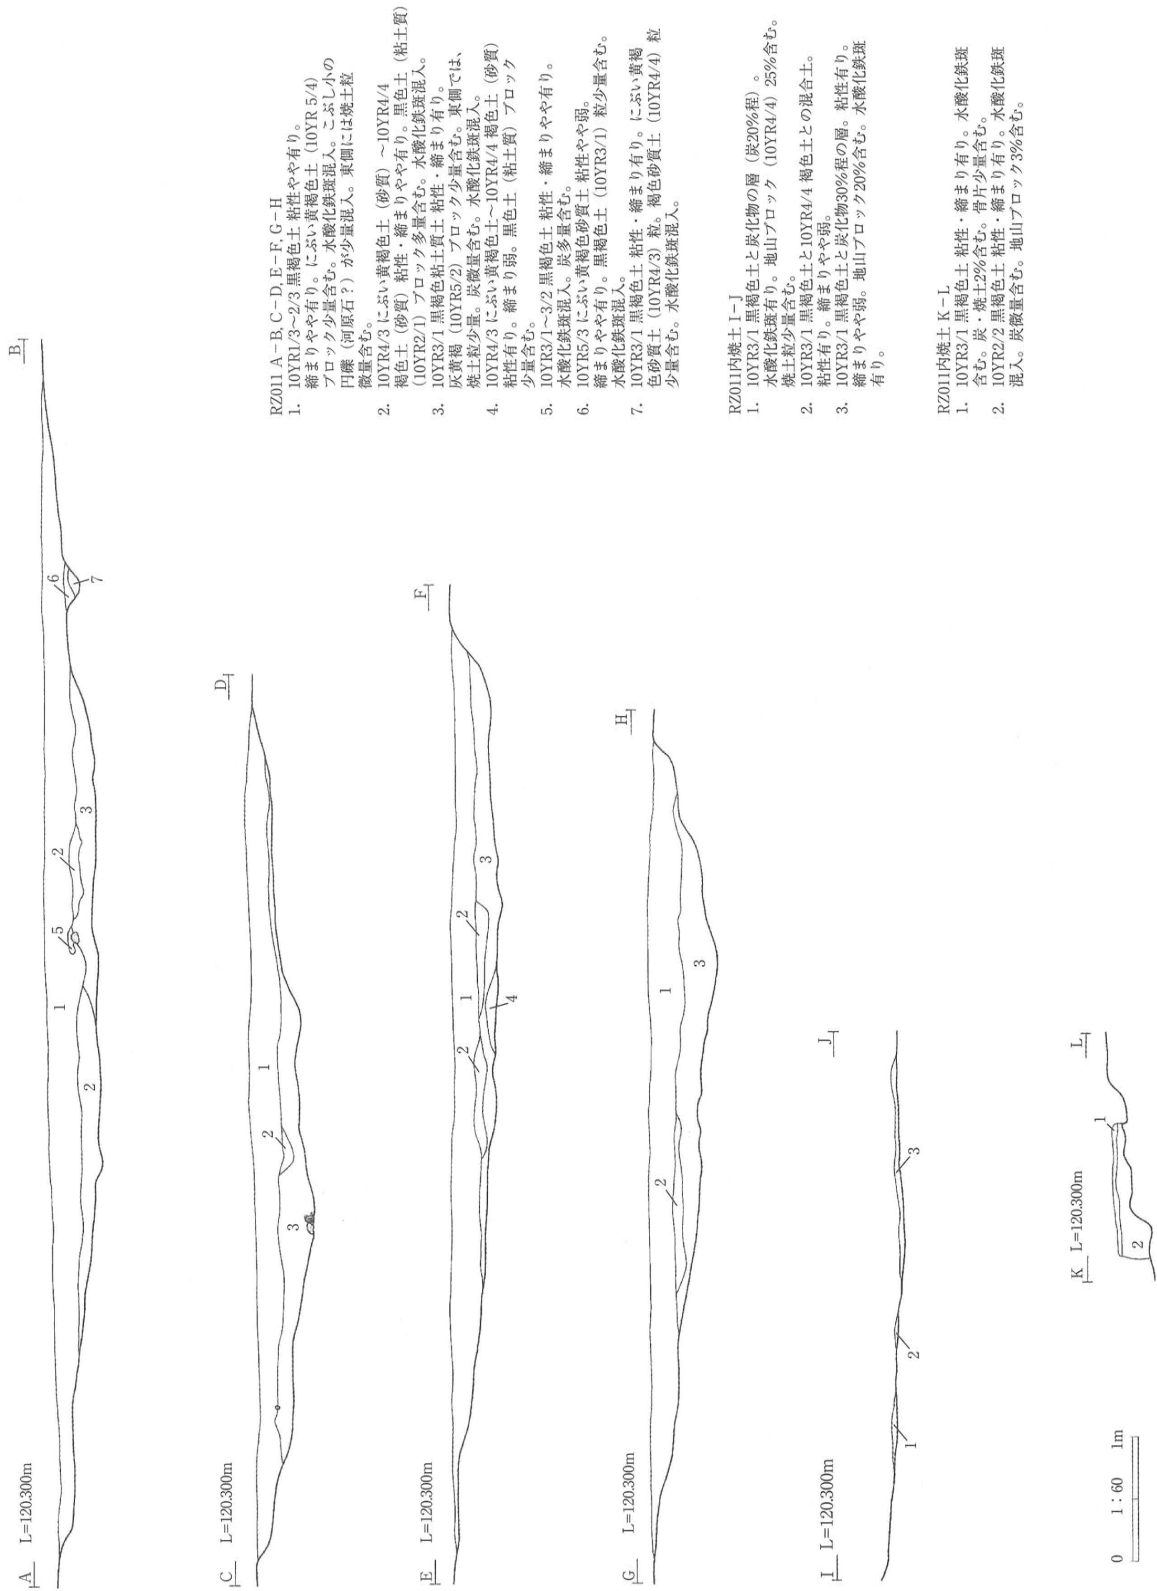 A L=120.300m B
1
2
5
2
3
6
7
C L=120.300m D
1
2
3
E L=120.300m F
1
2
2
3
4
G L=120.300m H
1
2
3
I L=120.300m J
1
2
3
K L=120.300m L
1
2
0 1:60 1m
RZ011 A-B, C-D, E-F, G-H
1. 10YR1/3~2/3 黒褐色土 粘性やや有り。
締まりやや有り。にぶい黄褐色土（10YR 5/4）
ブロック少量含む。水酸化鉄斑混入。こぶし小の
円礫（河原石？）が少量混入。東側には焼土粒
微量含む。
2. 10YR4/3 にぶい黄褐色土（砂質）~10YR4/4
褐色土（砂質）粘性・締まりやや有り。黒色土（粘土質）
（10YR2/1）ブロック多量含む。水酸化鉄斑混入。
3. 10YR3/1 黒褐色粘土質土 粘性・締まり有り。
灰黄褐（10YR5/2）ブロック少量含む。東側では、
焼土粒少量、炭微量含む。水酸化鉄斑混入。
4. 10YR4/3 にぶい黄褐色土~10YR4/4 褐色土（砂質）
粘性有り。締まり弱。黒色土（粘土質）ブロック
少量含む。
5. 10YR3/1~3/2 黒褐色土 粘性・締まりやや有り。
水酸化鉄斑混入。炭多量含む。
6. 10YR5/3 にぶい黄褐色砂質土 粘性やや弱。
締まりやや有り。黒褐色土（10YR3/1）粒少量含む。
水酸化鉄斑混入。
7. 10YR3/1 黒褐色土 粘性・締まり有り。にぶい黄褐
色砂質土（10YR4/3）粒。褐色砂質土（10YR4/4）粒
少量含む。水酸化鉄斑混入。
RZ011内焼土 I-J
1. 10YR3/1 黒褐色土と炭化物の層（炭20%程）。
水酸化鉄斑有り。地山ブロック（10YR4/4）25%含む。
焼土粒少量含む。
2. 10YR3/1 黒褐色土と10YR4/4 褐色土との混合土。
粘性有り。締まりやや弱。
3. 10YR3/1 黒褐色土と炭化物30%程の層。粘性有り。
締まりやや弱。地山ブロック20%含む。水酸化鉄斑
有り。
RZ011内焼土 K-L
1. 10YR3/1 黒褐色土 粘性・締まり有り。水酸化鉄斑
含む。炭・焼土2%含む。骨片少量含む。
2. 10YR2/2 黒褐色土 粘性・締まり有り。水酸化鉄斑
混入。炭微量含む。地山ブロック3%含む。